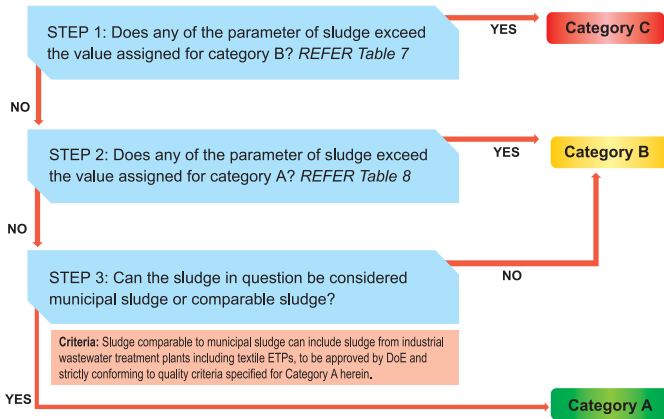 STEP 1: Does any of the parameter of sludge exceed
the value assigned for category B? REFER Table 7
YES
Category C
NO
STEP 2: Does any of the parameter of sludge exceed
the value assigned for category A? REFER Table 8
YES
Category B
NO
STEP 3: Can the sludge in question be considered
municipal sludge or comparable sludge?
NO
Criteria: Sludge comparable to municipal sludge can include sludge from industrial
wastewater treatment plants including textile ETPs, to be approved by DoE and
strictly conforming to quality criteria specified for Category A herein.
YES
Category A